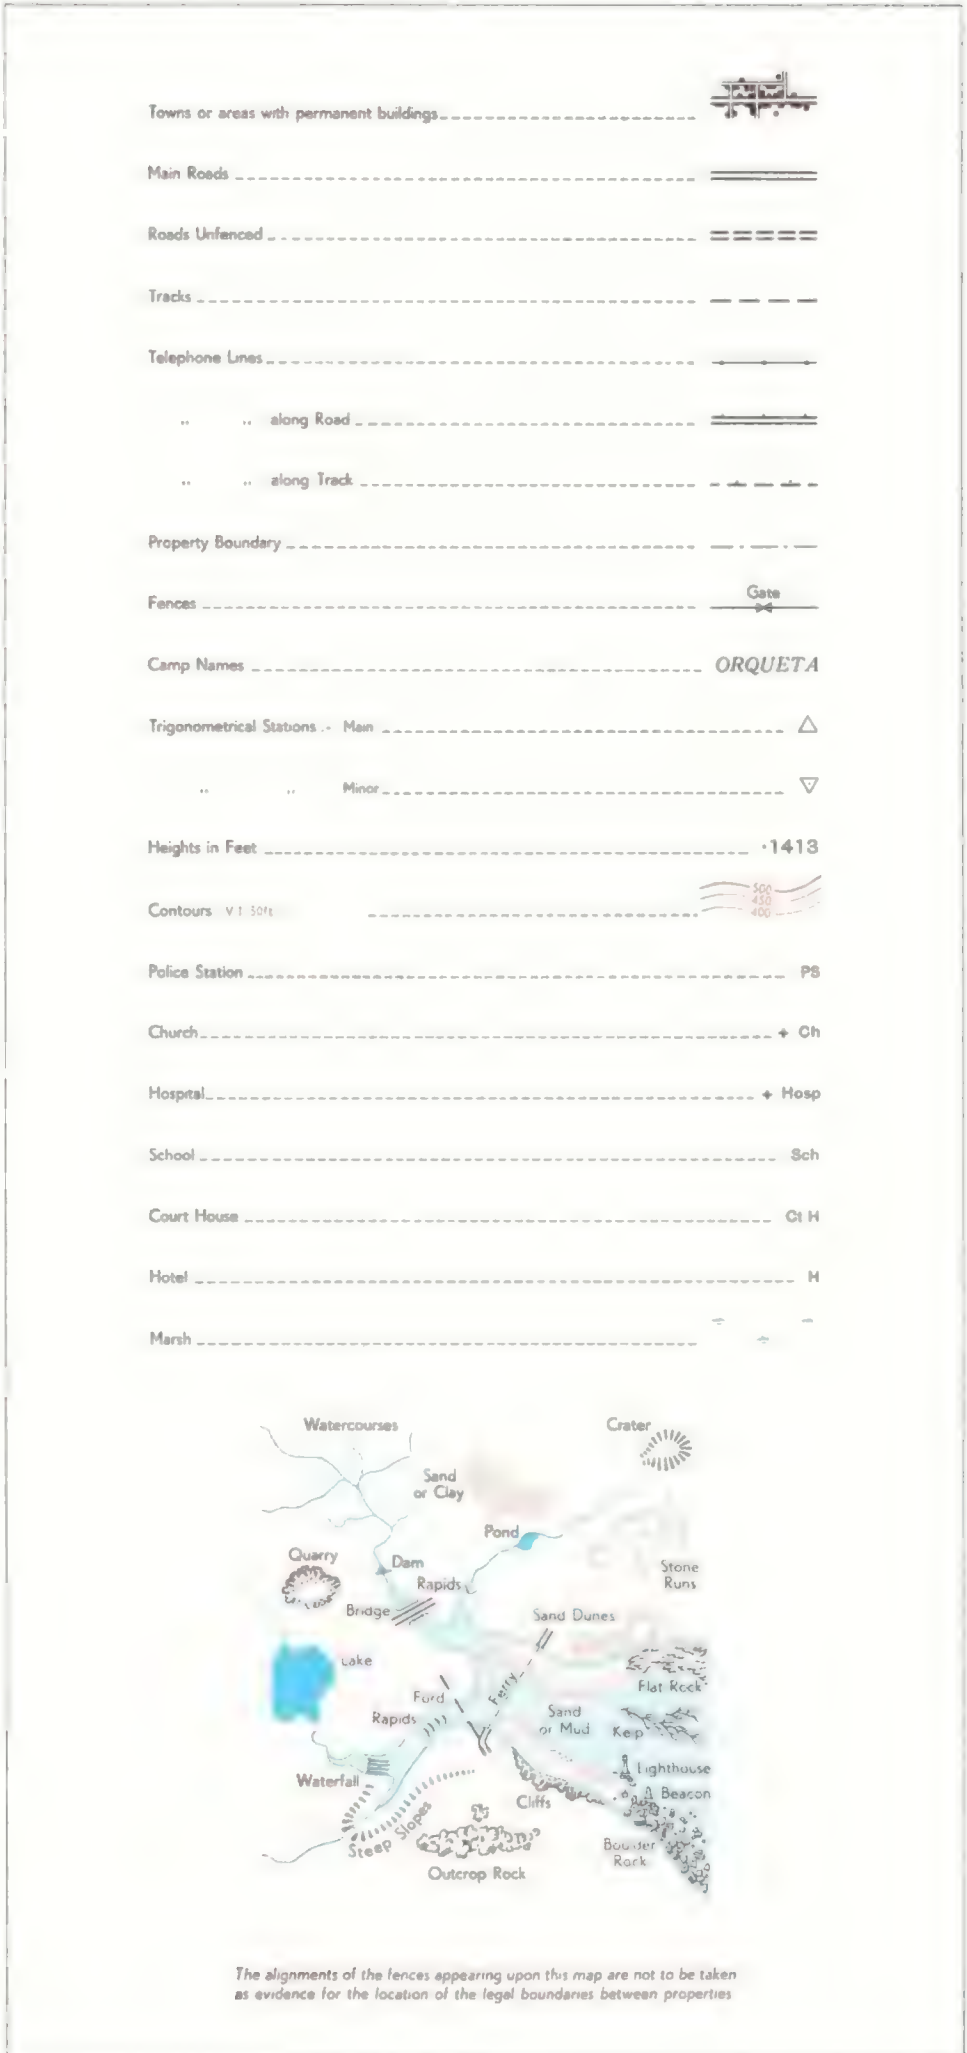 Towns or areas with permanent buildings
Main Roads
Roads Unfenced
Tracks
Telephone Lines
" " along Road
" " along Track
Property Boundary
Gate
Fences
Camp Names ORQUETA
Trigonometrical Stations :- Main
" " Minor
Heights in Feet ·1413
500
450
Contours V I 50ft 400
Police Station PS
Church + Ch
Hospital + Hosp
School Sch
Court House Ct H
Hotel H
Marsh
Watercourses Crater
Sand
or Clay
Pond
Quarry Dam Stone
Rapids Runs
Bridge Sand Dunes
Lake
Ferry Flat Rock
Ford Sand
Rapids or Mud Kelp
Lighthouse
Waterfall Beacon
Cliffs
Steep Slopes Boulder
Rock
Outcrop Rock
The alignments of the fences appearing upon this map are not to be taken
as evidence for the location of the legal boundaries between properties